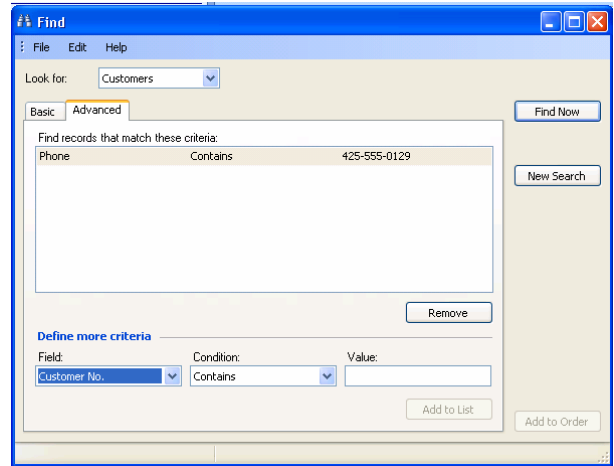 Find
File Edit Help
Look for: Customers
Basic Advanced Find Now
Find records that match these criteria:
Phone Contains 425-555-0129
New Search
Remove
Define more criteria
Field: Condition: Value:
Customer No. Contains
Add to List
Add to Order